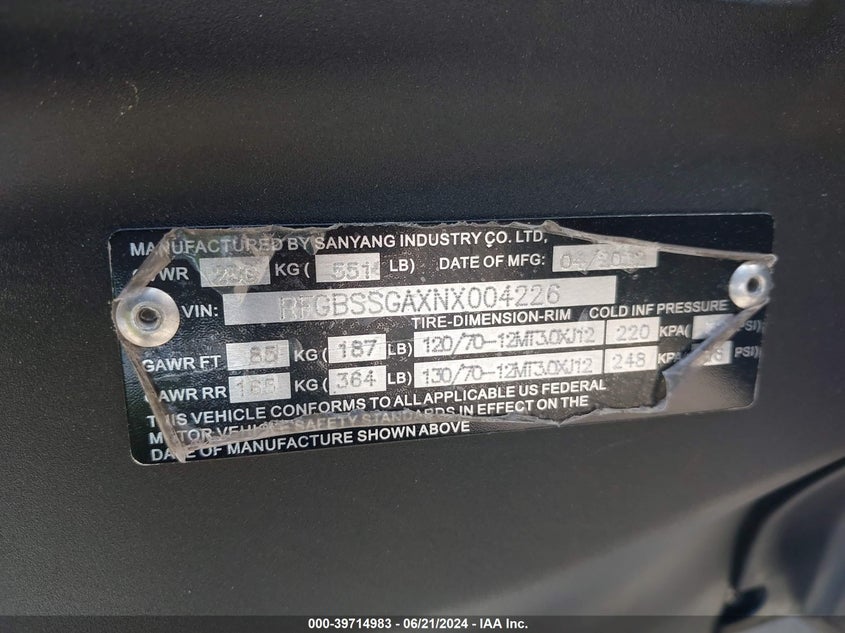 MANUFACTURED BY SANYANG INDUSTRY CO. LTD,
KG ( 551 LB) DATE OF MFG: 04/
VIN: RFGBSSGAXNX004226
TIRE-DIMENSION-RIM COLD INF PRESSURE
GAWR FT 85 KG ( 187 LB) 120/70-12MT3.0XJ12 220 KPA( PSI)
GAWR RR KG ( 364 LB) 130/70-12MT3.0XJ12 248 KPA PSI)
THIS VEHICLE CONFORMS TO ALL APPLICABLE US FEDERAL
MOTOR VEHICLE SAFETY STANDARDS IN EFFECT ON THE
DATE OF MANUFACTURE SHOWN ABOVE
000-39714983 / 06/21/2024 - IAA Inc.